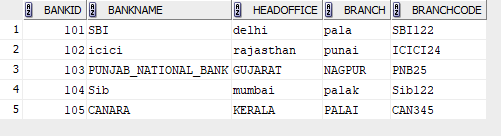 BANKID BANKNAME HEADOFFICE BRANCH BRANCHCODE
1 101 SBI delhi pala SBI122
2 102 icici rajasthan punai ICICI24
3 103 PUNJAB_NATIONAL_BANK GUJARAT NAGPUR PNB25
4 104 Sib mumbai palak Sib122
5 105 CANARA KERALA PALAI CAN345